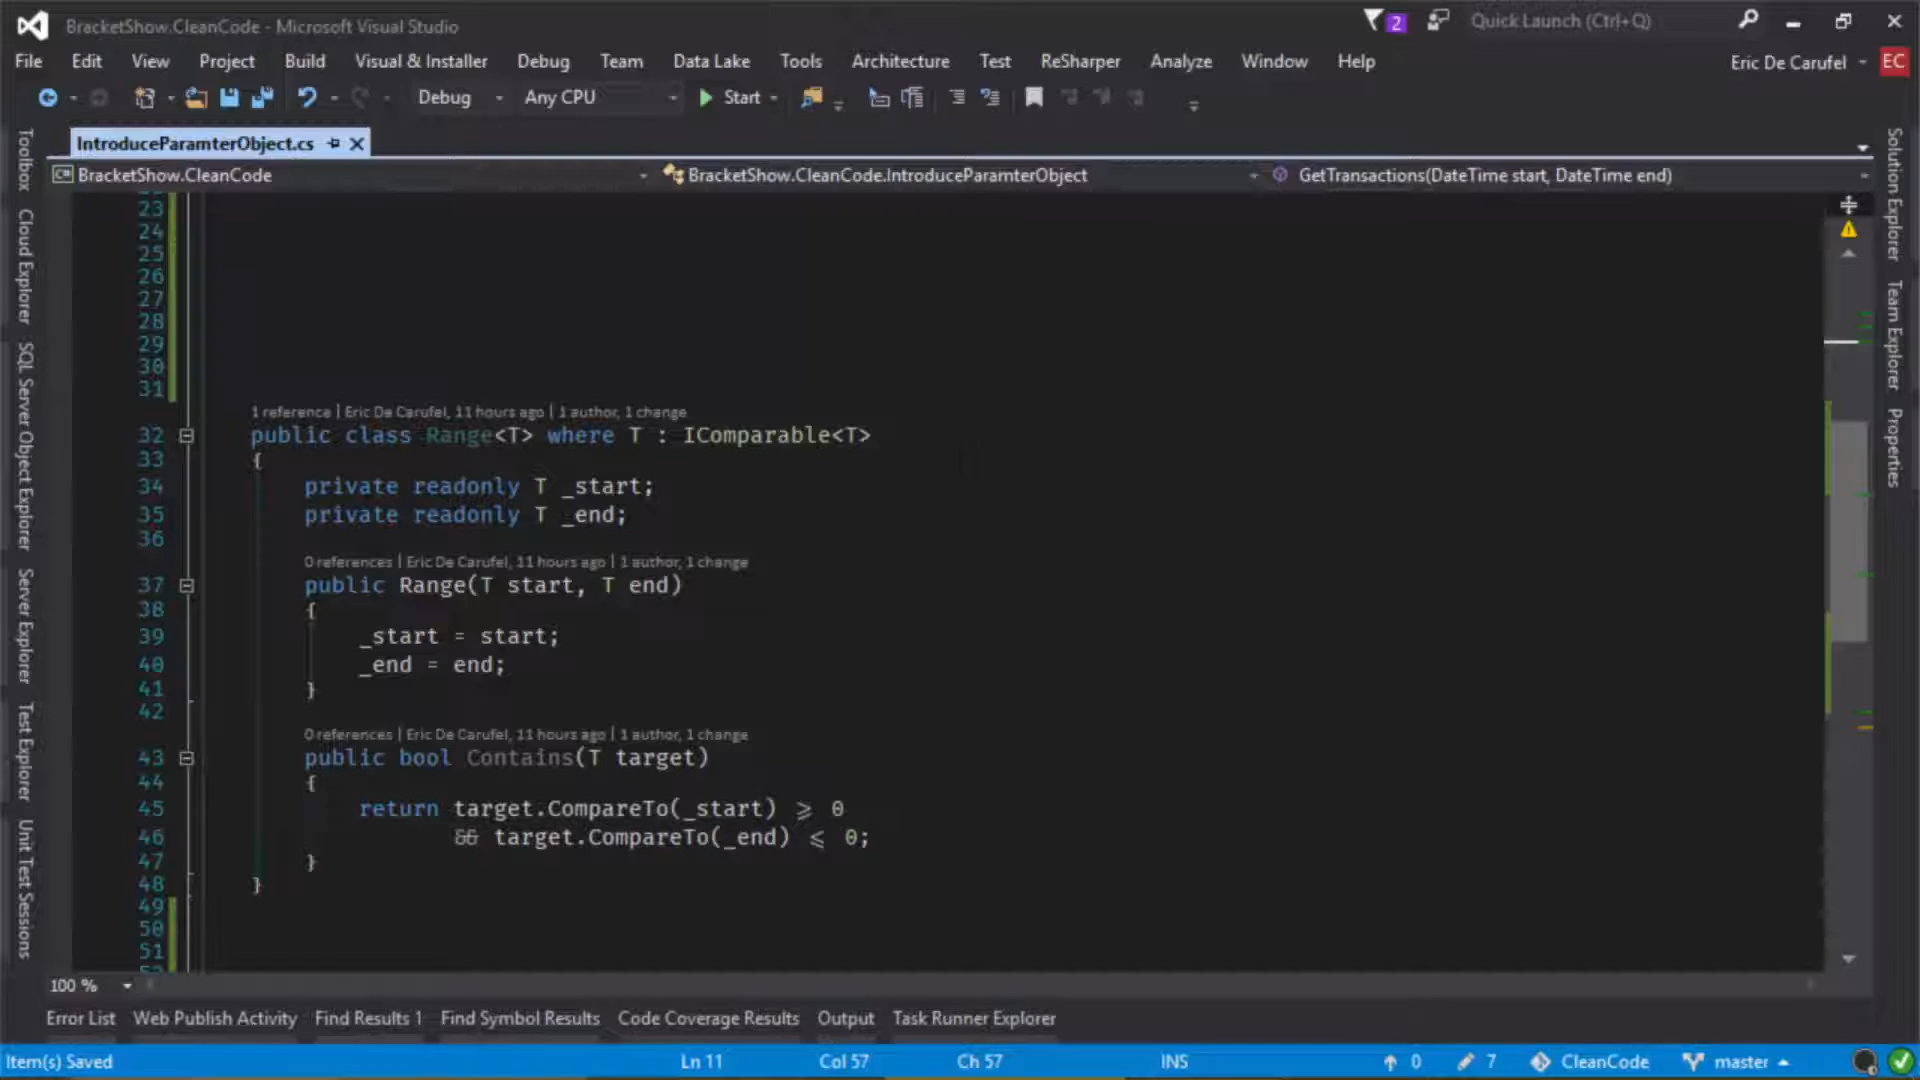 BracketShow.CleanCode - Microsoft Visual Studio
2
Quick Launch (Ctrl+Q)
File Edit View Project Build Visual & Installer Debug Team Data Lake Tools Architecture Test ReSharper Analyze Window Help
Eric De Carufel
EC
Debug Any CPU Start
IntroduceParamterObject.cs
BracketShow.CleanCode
BracketShow.CleanCode.IntroduceParamterObject
GetTransactions(DateTime start, DateTime end)
Toolbox
Cloud Explorer
SQL Server Object Explorer
Server Explorer
Test Explorer
Unit Test Sessions
Solution Explorer
Team Explorer
Properties
23
24
25
26
27
28
29
30
31
1 reference | Eric De Carufel, 11 hours ago | 1 author, 1 change
32 public class Range<T> where T : IComparable<T>
33 {
34 private readonly T _start;
35 private readonly T _end;
36
0 references | Eric De Carufel, 11 hours ago | 1 author, 1 change
37 public Range(T start, T end)
38 {
39 _start = start;
40 _end = end;
41 }
42
0 references | Eric De Carufel, 11 hours ago | 1 author, 1 change
43 public bool Contains(T target)
44 {
45 return target.CompareTo(_start) ⩾ 0
46 && target.CompareTo(_end) ⩽ 0;
47 }
48 }
49
50
51
52
100 %
Error List Web Publish Activity Find Results 1 Find Symbol Results Code Coverage Results Output Task Runner Explorer
Item(s) Saved Ln 11 Col 57 Ch 57 INS 0 7 CleanCode master